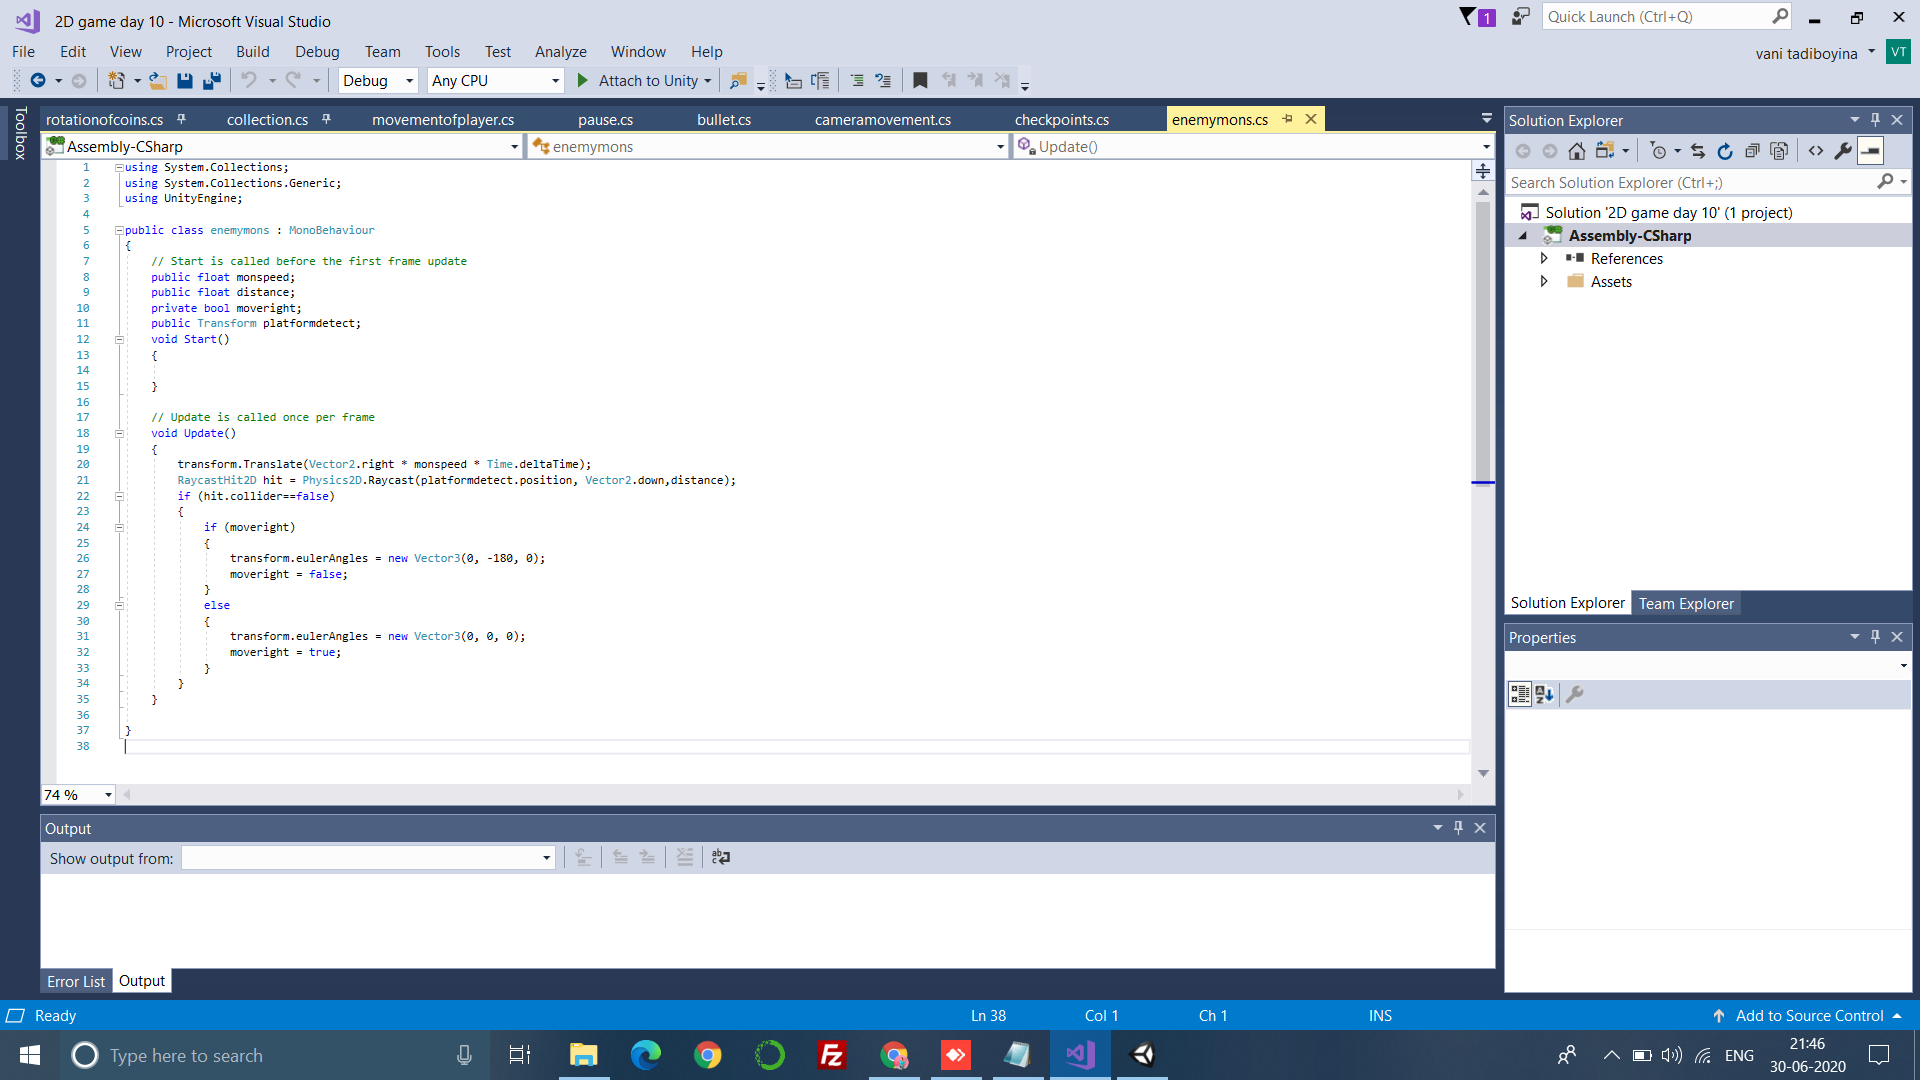 2D game day 10 - Microsoft Visual Studio
1
Quick Launch (Ctrl+Q)
File Edit View Project Build Debug Team Tools Test Analyze Window Help
vani tadiboyina VT
Debug Any CPU Attach to Unity
Toolbox
rotationofcoins.cs collection.cs movementofplayer.cs pause.cs bullet.cs cameramovement.cs checkpoints.cs enemymons.cs
Assembly-CSharp enemymons Update()
1 using System.Collections;
2 using System.Collections.Generic;
3 using UnityEngine;
4
5 public class enemymons : MonoBehaviour
6 {
7 // Start is called before the first frame update
8 public float monspeed;
9 public float distance;
10 private bool moveright;
11 public Transform platformdetect;
12 void Start()
13 {
14
15 }
16
17 // Update is called once per frame
18 void Update()
19 {
20 transform.Translate(Vector2.right * monspeed * Time.deltaTime);
21 RaycastHit2D hit = Physics2D.Raycast(platformdetect.position, Vector2.down,distance);
22 if (hit.collider==false)
23 {
24 if (moveright)
25 {
26 transform.eulerAngles = new Vector3(0, -180, 0);
27 moveright = false;
28 }
29 else
30 {
31 transform.eulerAngles = new Vector3(0, 0, 0);
32 moveright = true;
33 }
34 }
35 }
36
37 }
38
74 %
Output
Show output from:
Error List Output
Solution Explorer
Search Solution Explorer (Ctrl+;)
Solution '2D game day 10' (1 project)
Assembly-CSharp
References
Assets
Solution Explorer Team Explorer
Properties
Ready Ln 38 Col 1 Ch 1 INS Add to Source Control
Type here to search
ENG
21:46
30-06-2020